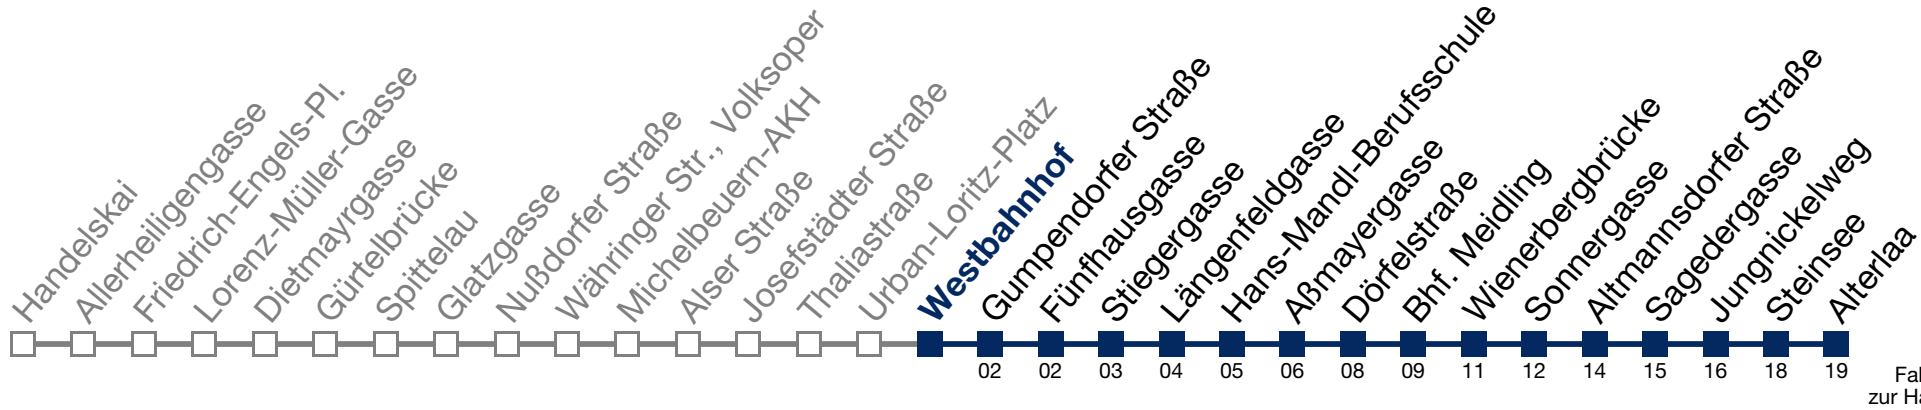 Handelskai
Allerheiligengasse
Friedrich-Engels-Pl.
Lorenz-Müller-Gasse
Dietmayrgasse
Gürtelbrücke
Spittelau
Glatzgasse
Nußdorfer Straße
Währinger Str., Volksoper
Michelbeuern-AKH
Alser Straße
Josefstädter Straße
Thaliastraße
Urban-Loritz-Platz
Westbahnhof
Gumpendorfer Straße
Fünfhausgasse
Stiegergasse
Längenfeldgasse
Hans-Mandl-Berufsschule
Aßmayergasse
Dörfelstraße
Bhf. Meidling
Wienerbergbrücke
Sonnergasse
Altmannsdorfer Straße
Sagedergasse
Jungnickelweg
Steinsee
Alterlaa
02 02 03 04 05 06 08 09 11 12 14 15 16 18 19
Fal
zur Ha